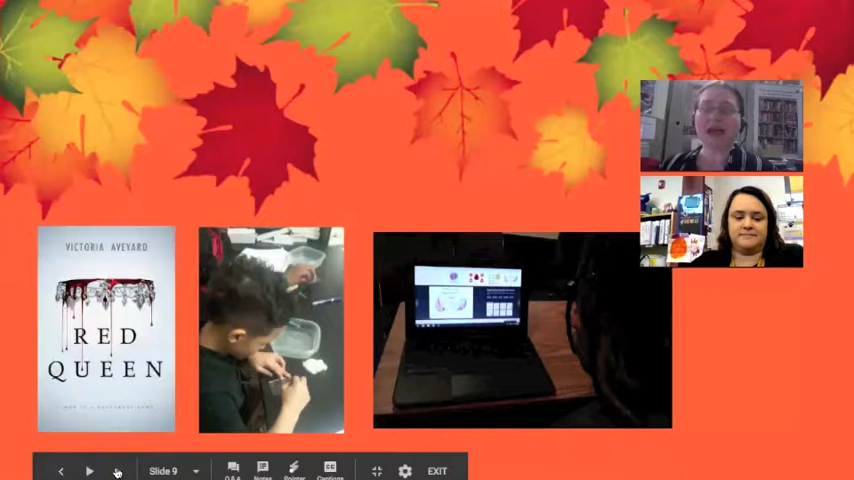 VICTORIA AVEYARD
RED
QUEEN
Slide 9
Q&A
Notes
Pointer
Captions
EXIT